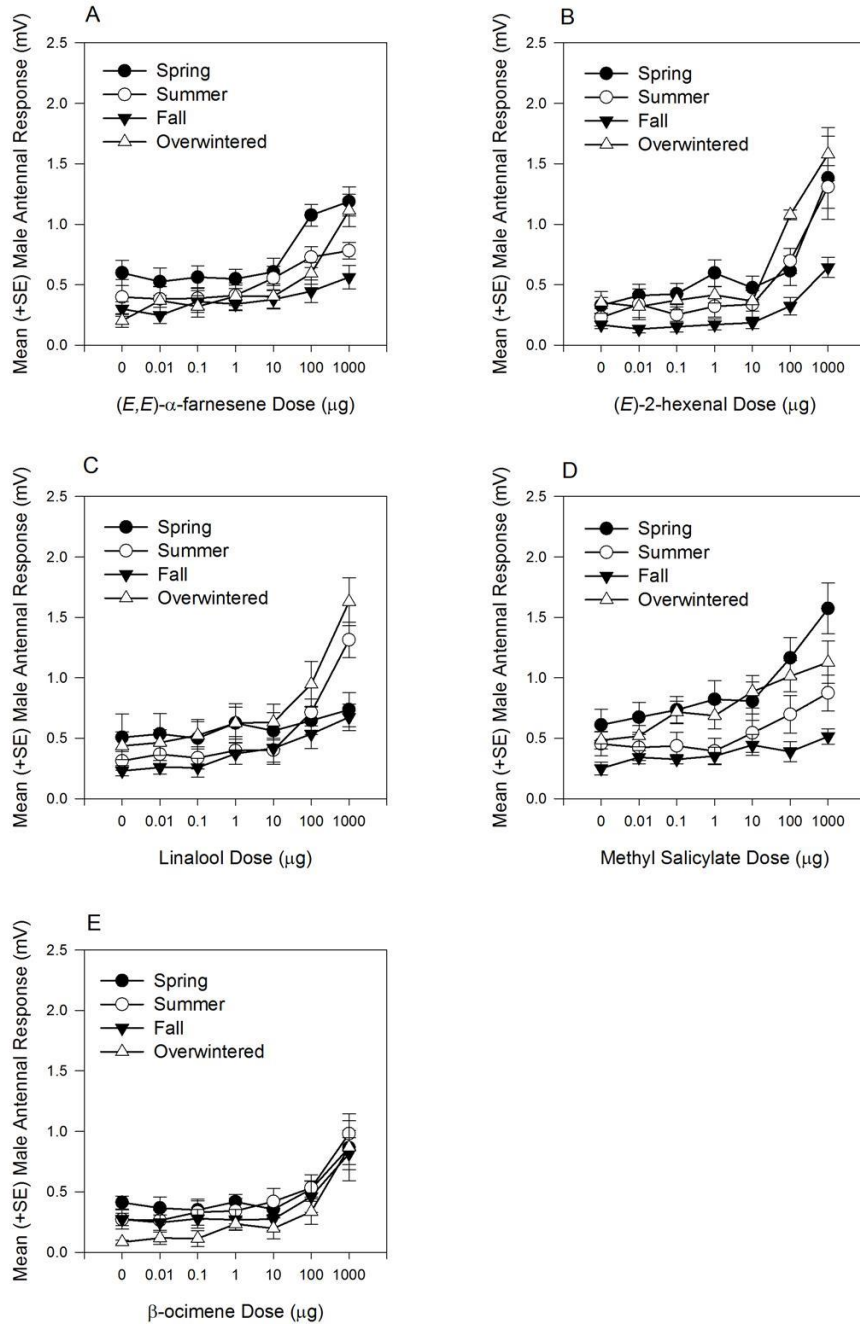 A
Mean (+SE) Male Antennal Response (mV)
2.5
2.0
1.5
1.0
0.5
0.0
Spring
Summer
Fall
Overwintered
0 0.01 0.1 1 10 100 1000
(E,E)-α-farnesene Dose (μg)
B
Mean (+SE) Male Antennal Response (mV)
2.5
2.0
1.5
1.0
0.5
0.0
Spring
Summer
Fall
Overwintered
0 0.01 0.1 1 10 100 1000
(E)-2-hexenal Dose (μg)
C
Mean (+SE) Male Antennal Response (mV)
2.5
2.0
1.5
1.0
0.5
0.0
Spring
Summer
Fall
Overwintered
0 0.01 0.1 1 10 100 1000
Linalool Dose (μg)
D
Mean (+SE) Male Antennal Response (mV)
2.5
2.0
1.5
1.0
0.5
0.0
Spring
Summer
Fall
Overwintered
0 0.01 0.1 1 10 100 1000
Methyl Salicylate Dose (μg)
E
Mean (+SE) Male Antennal Response (mV)
2.5
2.0
1.5
1.0
0.5
0.0
Spring
Summer
Fall
Overwintered
0 0.01 0.1 1 10 100 1000
β-ocimene Dose (μg)